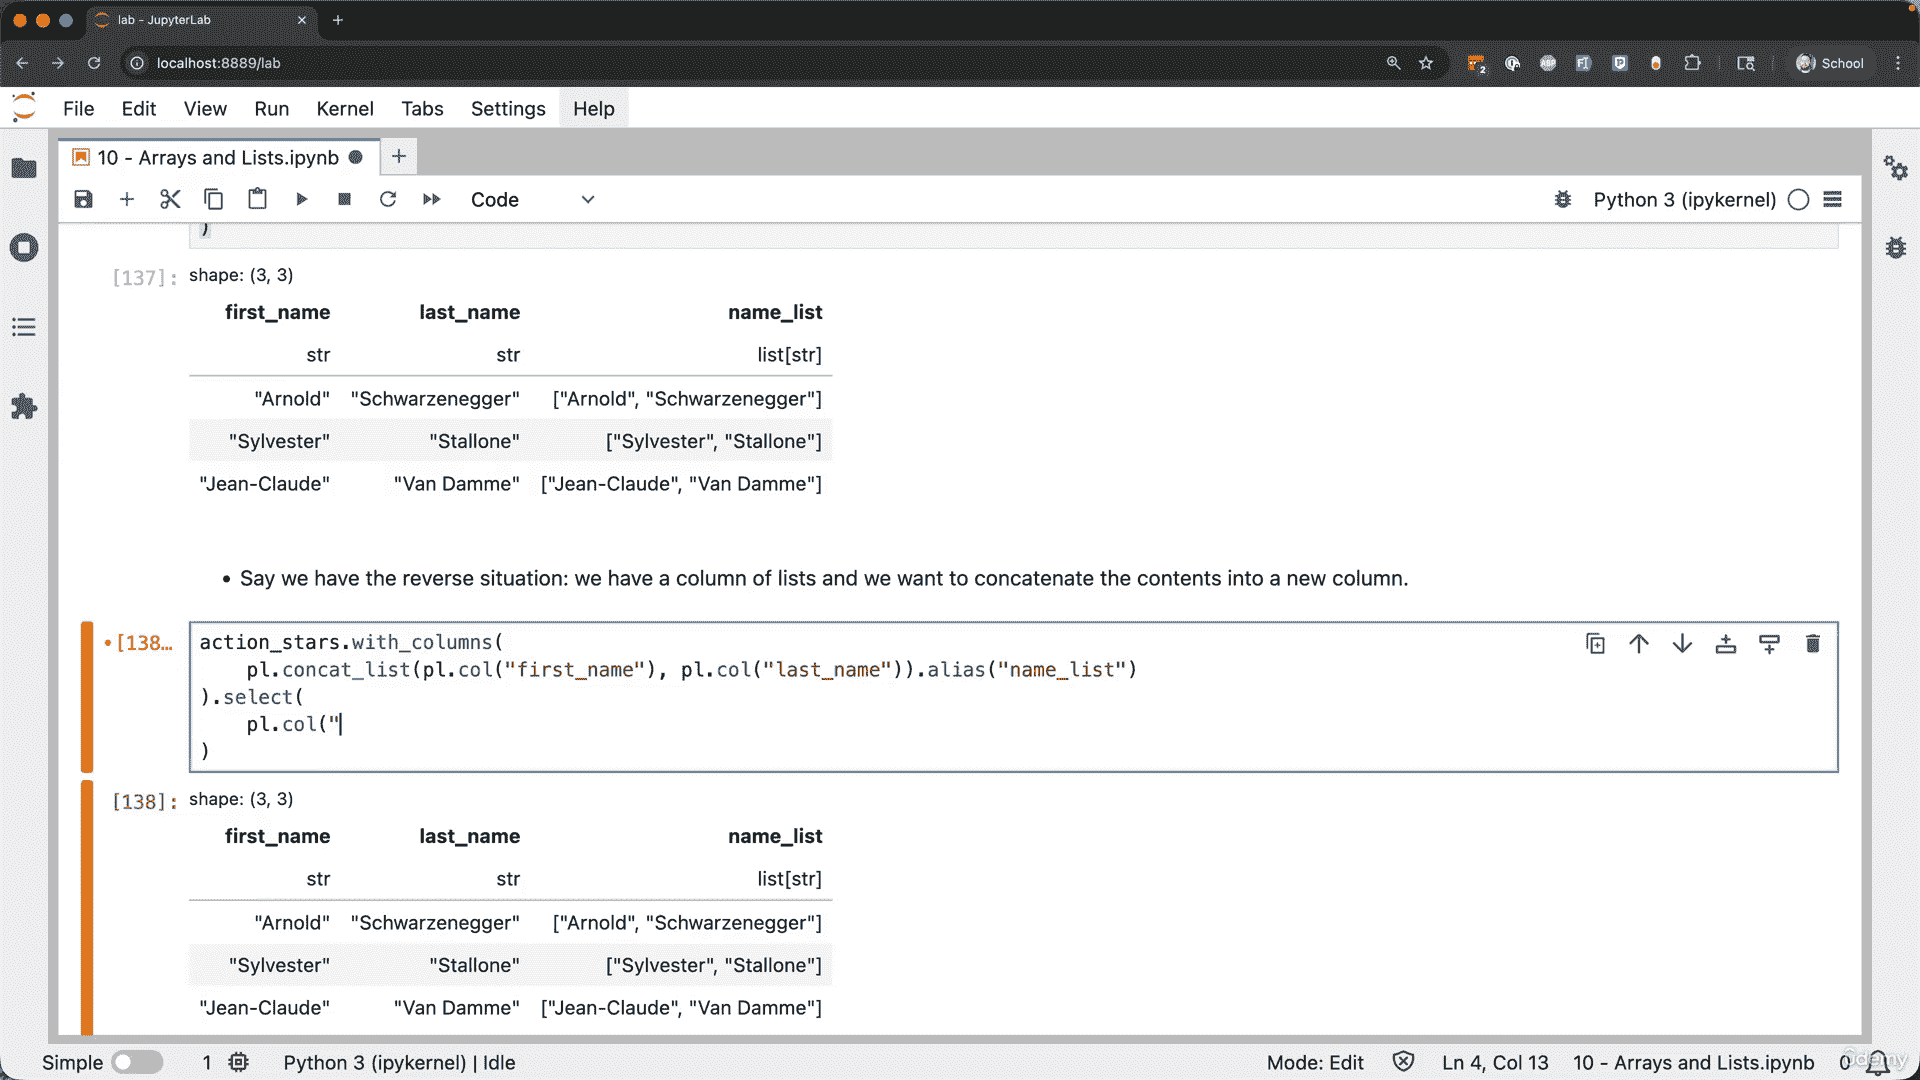 lab - JupyterLab
localhost:8889/lab
2
School
File Edit View Run Kernel Tabs Settings Help
10 - Arrays and Lists.ipynb
Code
Python 3 (ipykernel)
)
[137]: shape: (3, 3)
first_name last_name name_list
str str list[str]
"Arnold" "Schwarzenegger" ["Arnold", "Schwarzenegger"]
"Sylvester" "Stallone" ["Sylvester", "Stallone"]
"Jean-Claude" "Van Damme" ["Jean-Claude", "Van Damme"]
• Say we have the reverse situation: we have a column of lists and we want to concatenate the contents into a new column.
•[138… action_stars.with_columns(
pl.concat_list(pl.col("first_name"), pl.col("last_name")).alias("name_list")
).select(
pl.col("
)
[138]: shape: (3, 3)
first_name last_name name_list
str str list[str]
"Arnold" "Schwarzenegger" ["Arnold", "Schwarzenegger"]
"Sylvester" "Stallone" ["Sylvester", "Stallone"]
"Jean-Claude" "Van Damme" ["Jean-Claude", "Van Damme"]
Simple 1 Python 3 (ipykernel) | Idle Mode: Edit Ln 4, Col 13 10 - Arrays and Lists.ipynb 0
udemy